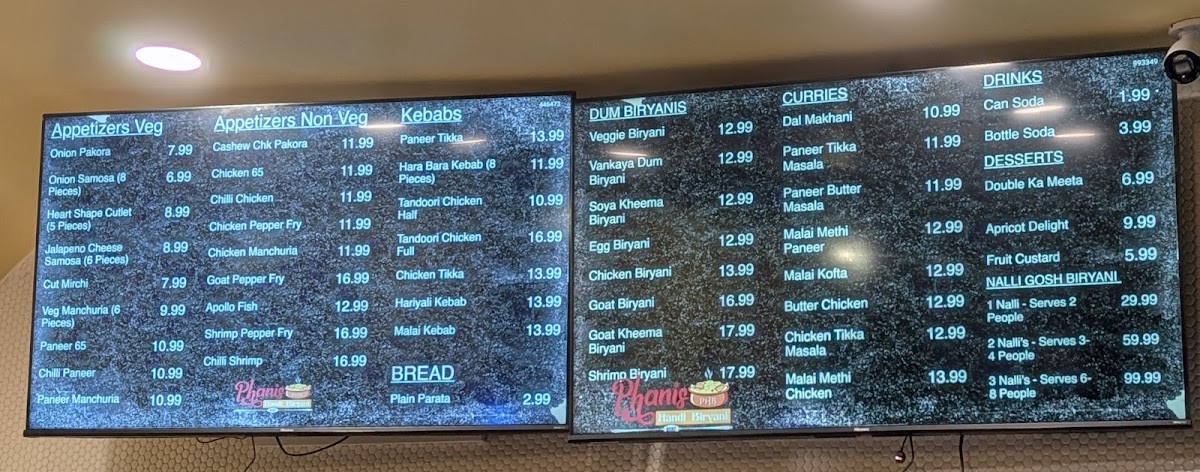 446473
Appetizers Veg
Onion Pakora 7.99
Onion Samosa (8
Pieces) 6.99
Heart Shape Cutlet
(5 Pieces) 8.99
Jalapeno Cheese
Samosa (6 Pieces) 8.99
Cut Mirchi 7.99
Veg Manchuria (6
Pieces) 9.99
Paneer 65 10.99
Chilli Paneer 10.99
Paneer Manchuria 10.99
Appetizers Non Veg
Cashew Chk Pakora 11.99
Chicken 65 11.99
Chilli Chicken 11.99
Chicken Pepper Fry 11.99
Chicken Manchuria 11.99
Goat Pepper Fry 16.99
Apollo Fish 12.99
Shrimp Pepper Fry 16.99
Chilli Shrimp 16.99
Phanis
Handi Biryani
Kebabs
Paneer Tikka 13.99
Hara Bara Kebab (8
Pieces) 11.99
Tandoori Chicken
Half 10.99
Tandoori Chicken
Full 16.99
Chicken Tikka 13.99
Hariyali Kebab 13.99
Malai Kebab 13.99
BREAD
Plain Parata 2.99
993349
DUM BIRYANIS
Veggie Biryani 12.99
Vankaya Dum
Biryani 12.99
Soya Kheema
Biryani 12.99
Egg Biryani 12.99
Chicken Biryani 13.99
Goat Biryani 16.99
Goat Kheema
Biryani 17.99
Shrimp Biryani 17.99
Phanis
PHB
Handi Biryani
CURRIES
Dal Makhani 10.99
Paneer Tikka
Masala 11.99
Paneer Butter
Masala 11.99
Malai Methi
Paneer 12.99
Malai Kofta 12.99
Butter Chicken 12.99
Chicken Tikka
Masala 12.99
Malai Methi
Chicken 13.99
DRINKS
Can Soda 1.99
Bottle Soda 3.99
DESSERTS
Double Ka Meeta 6.99
Apricot Delight 9.99
Fruit Custard 5.99
NALLI GOSH BIRYANI
1 Nalli - Serves 2
People 29.99
2 Nalli's - Serves 3-
4 People 59.99
3 Nalli's - Serves 6-
8 People 99.99